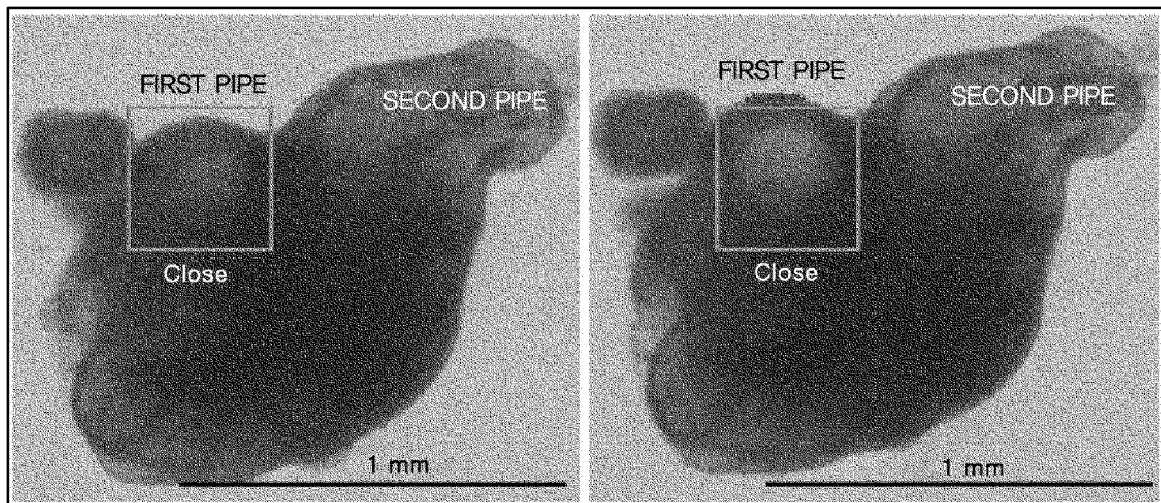 FIRST PIPE
SECOND PIPE
Close
1 mm
FIRST PIPE
SECOND PIPE
Close
1 mm